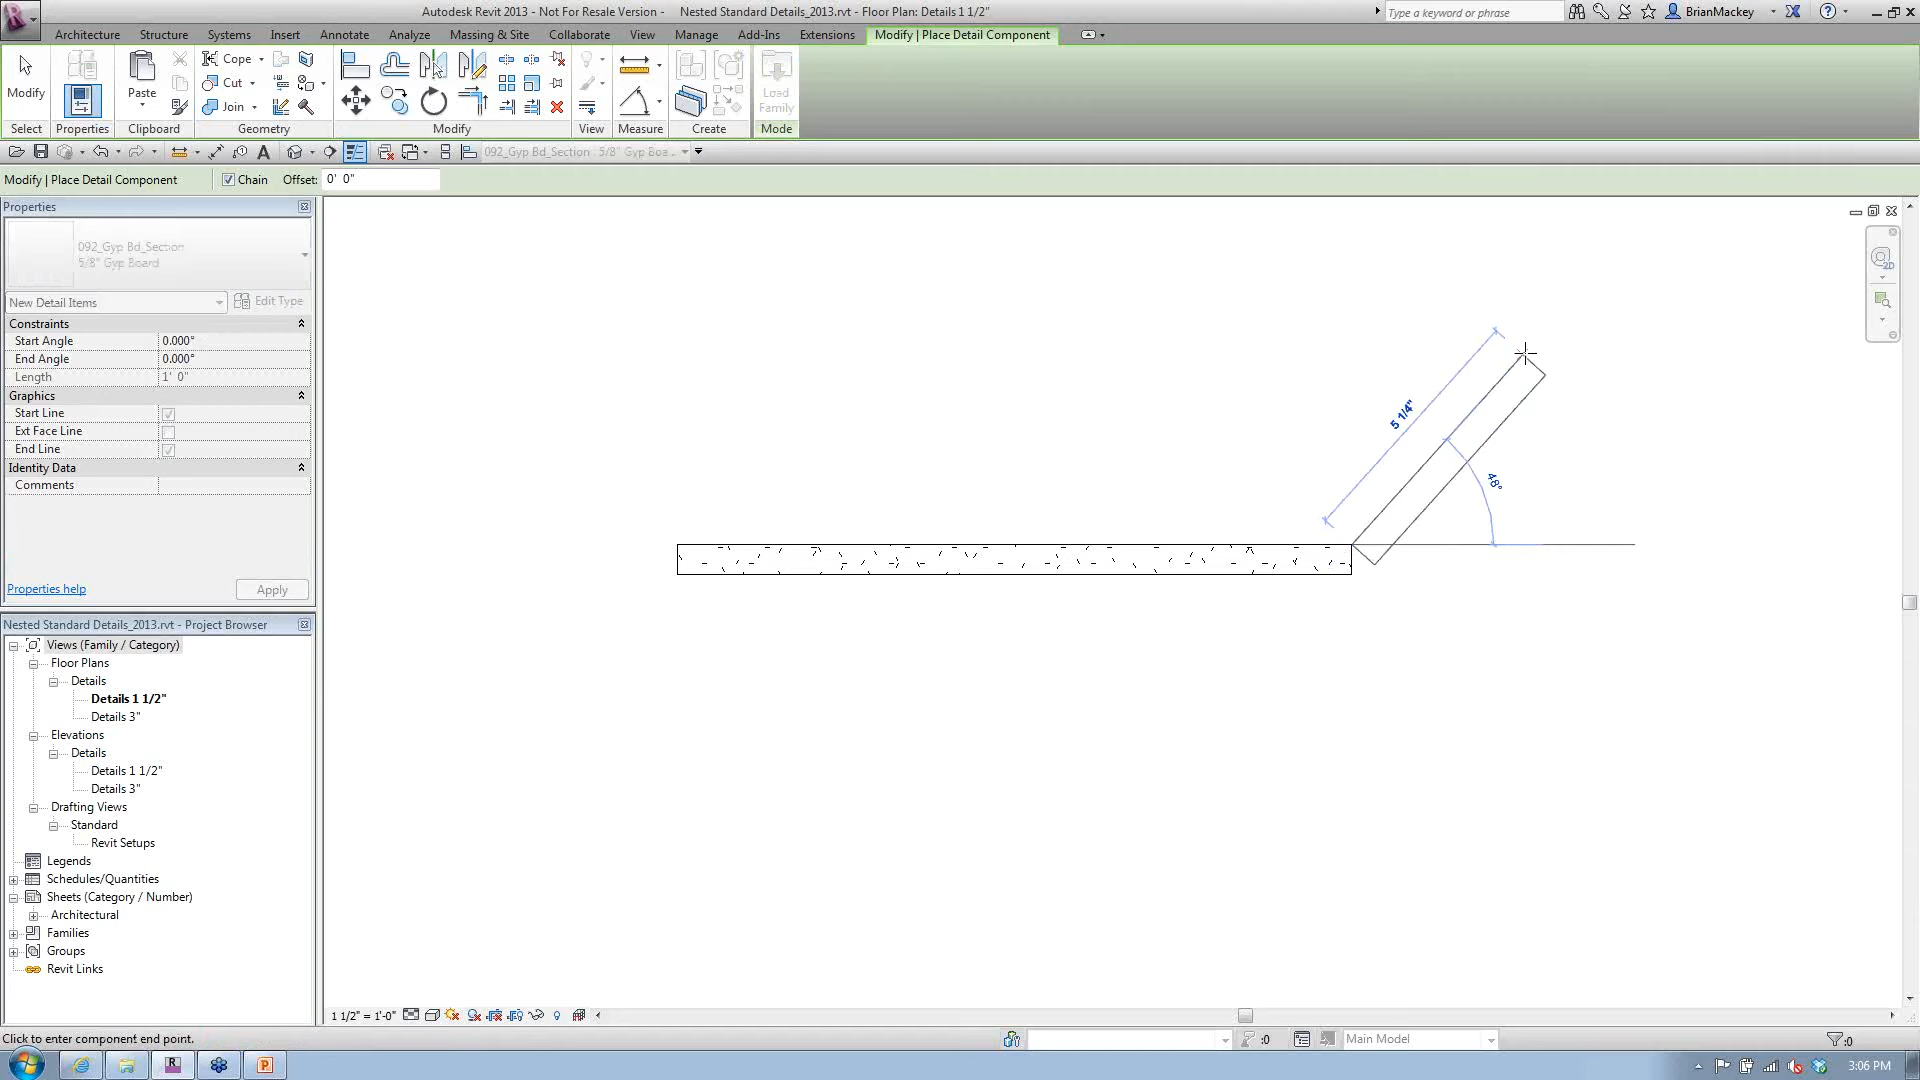 Autodesk Revit 2013 - Not For Resale Version - Nested Standard Details_2013.rvt - Floor Plan: Details 1 1/2"
Type a keyword or phrase
BrianMackey
Architecture Structure Systems Insert Annotate Analyze Massing & Site Collaborate View Manage Add-Ins Extensions Modify | Place Detail Component
Cope
Cut
Join
Modify
Paste
Load
Family
Select Properties Clipboard Geometry Modify View Measure Create Mode
092_Gyp Bd_Section : 5/8" Gyp Boa...
Modify | Place Detail Component Chain Offset: 0' 0"
Properties
092_Gyp Bd_Section
5/8" Gyp Board
New Detail Items Edit Type
Constraints
Start Angle 0.000°
End Angle 0.000°
Length 1' 0"
Graphics
Start Line
Ext Face Line
End Line
Identity Data
Comments
Properties help Apply
Nested Standard Details_2013.rvt - Project Browser
Views (Family / Category)
Floor Plans
Details
Details 1 1/2"
Details 3"
Elevations
Details
Details 1 1/2"
Details 3"
Drafting Views
Standard
Revit Setups
Legends
Schedules/Quantities
Sheets (Category / Number)
Architectural
Families
Groups
Revit Links
5 1/4"
48°
2D
1 1/2" = 1'-0"
Click to enter component end point.
:0
Main Model
:0
3:06 PM